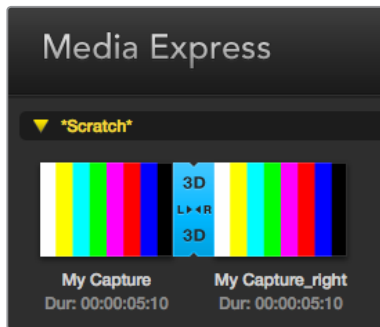 Media Express
*Scratch*
3D
L R
3D
My Capture
My Capture_right
Dur: 00:00:05:10
Dur: 00:00:05:10